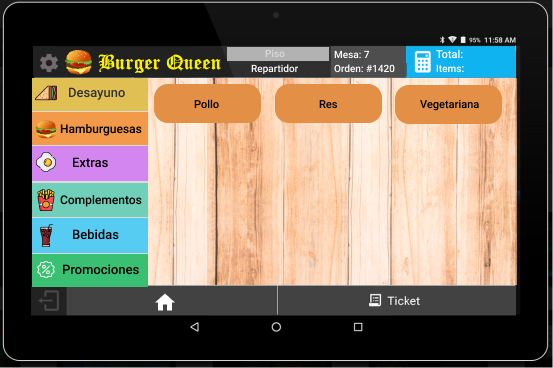 95% 11:58 AM
Burger Queen
Piso
Repartidor
Mesa: 7
Orden: #1420
Total:
Items:
Desayuno
Hamburguesas
Extras
Complementos
Bebidas
Promociones
Pollo
Res
Vegetariana
Ticket